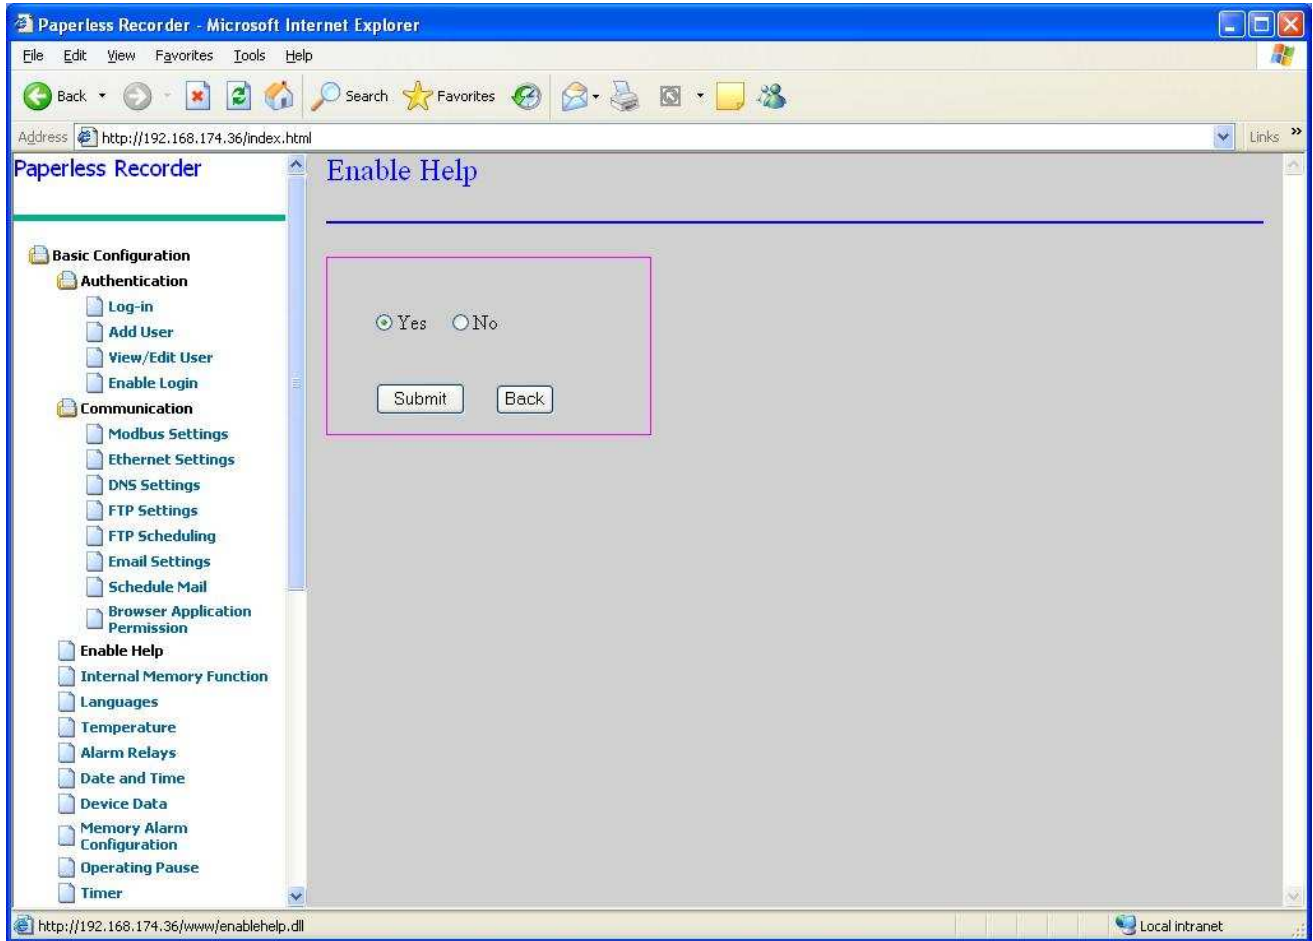 Paperless Recorder - Microsoft Internet Explorer
File Edit View Favorites Tools Help
Back Search Favorites
Address http://192.168.174.36/index.html Links »
Paperless Recorder
Basic Configuration
Authentication
Log-in
Add User
View/Edit User
Enable Login
Communication
Modbus Settings
Ethernet Settings
DNS Settings
FTP Settings
FTP Scheduling
Email Settings
Schedule Mail
Browser Application
Permission
Enable Help
Internal Memory Function
Languages
Temperature
Alarm Relays
Date and Time
Device Data
Memory Alarm
Configuration
Operating Pause
Timer
Enable Help
Yes No
Submit Back
http://192.168.174.36/www/enablehelp.dll Local intranet